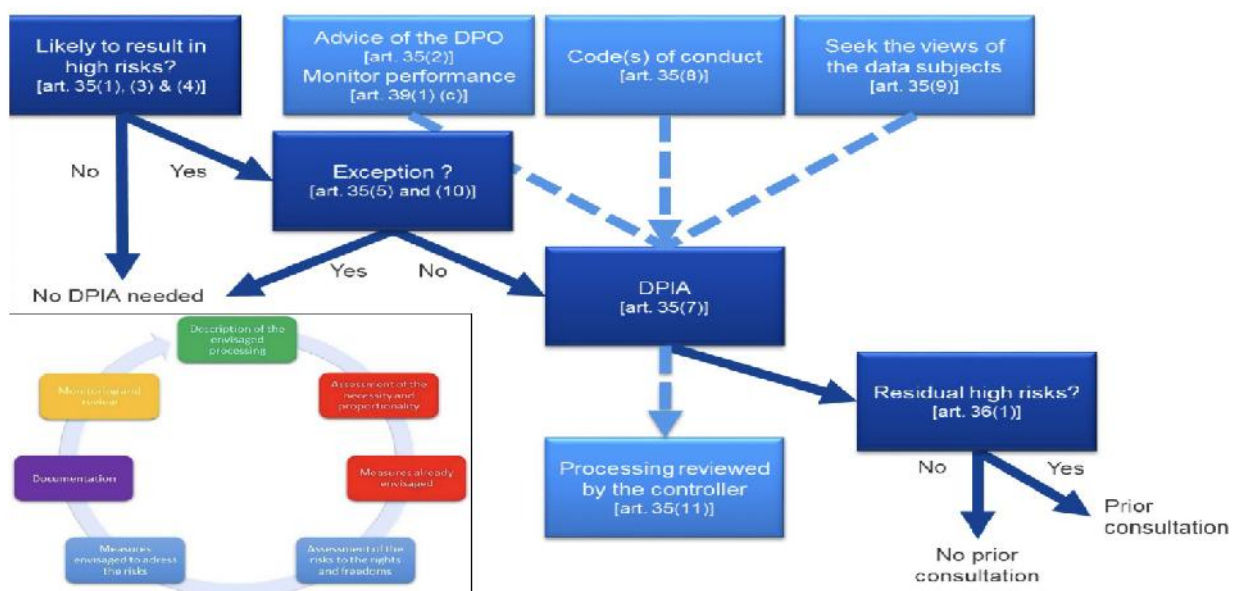 Likely to result in
high risks?
[art. 35(1), (3) & (4)]
Advice of the DPO
[art. 35(2)]
Monitor performance
[art. 39(1) (c)]
Code(s) of conduct
[art. 35(8)]
Seek the views of
the data subjects
[art. 35(9)]
No
Yes
Exception ?
[art. 35(5) and (10)]
Yes
No
No DPIA needed
DPIA
[art. 35(7)]
Residual high risks?
[art. 36(1)]
No
Yes
Prior
consultation
No prior
consultation
Processing reviewed
by the controller
[art. 35(11)]
Description of the
envisaged
processing
Assessment of the
necessity and
proportionality
Measures already
envisaged
Assessment of the
risks to the rights
and freedoms
Measures
envisaged to adress
the risks
Documentation
Monitoring and
review